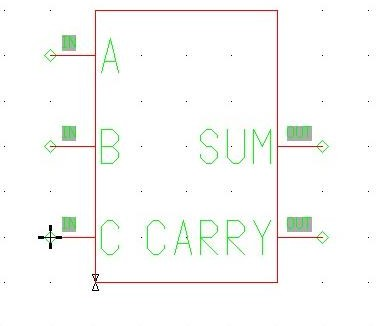 IN
A
IN OUT
B SUM
IN OUT
C CARRY